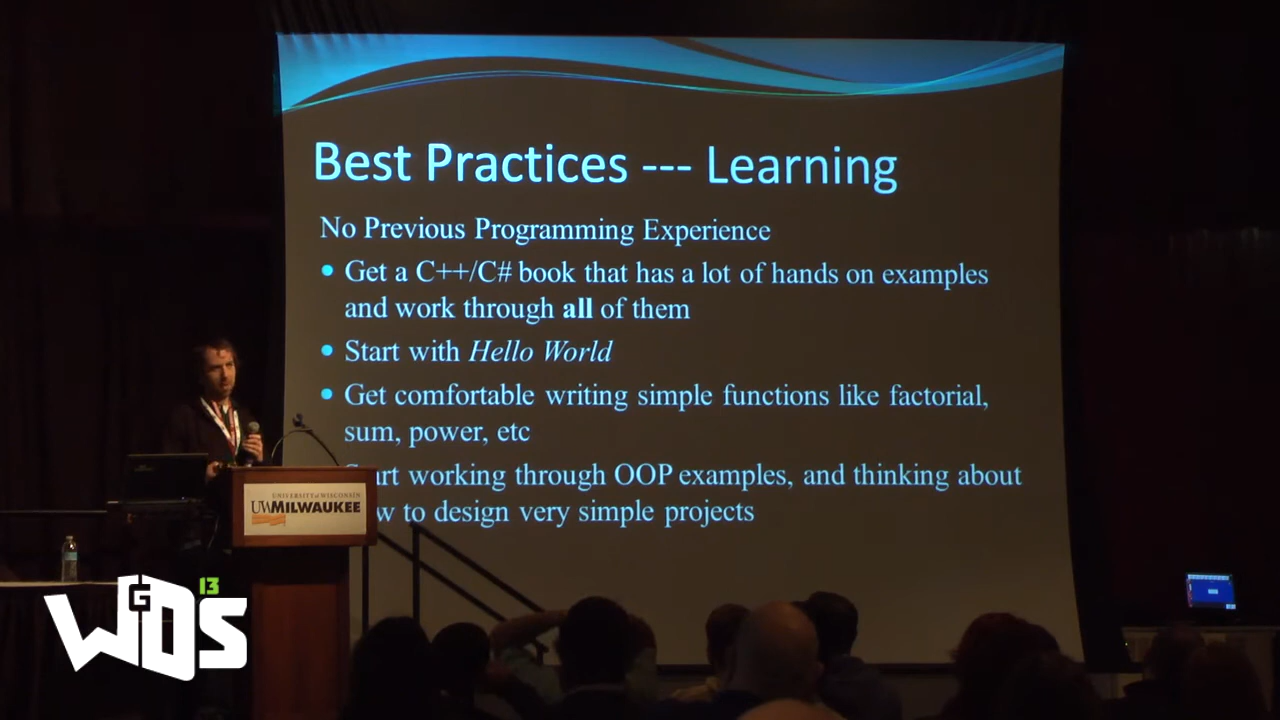 Best Practices --- Learning
No Previous Programming Experience
• Get a C++/C# book that has a lot of hands on examples
and work through all of them
• Start with Hello World
• Get comfortable writing simple functions like factorial,
sum, power, etc
working through OOP examples, and thinking about
to design very simple projects
UNIVERSITY of WISCONSIN
UWMILWAUKEE
WGDS 13